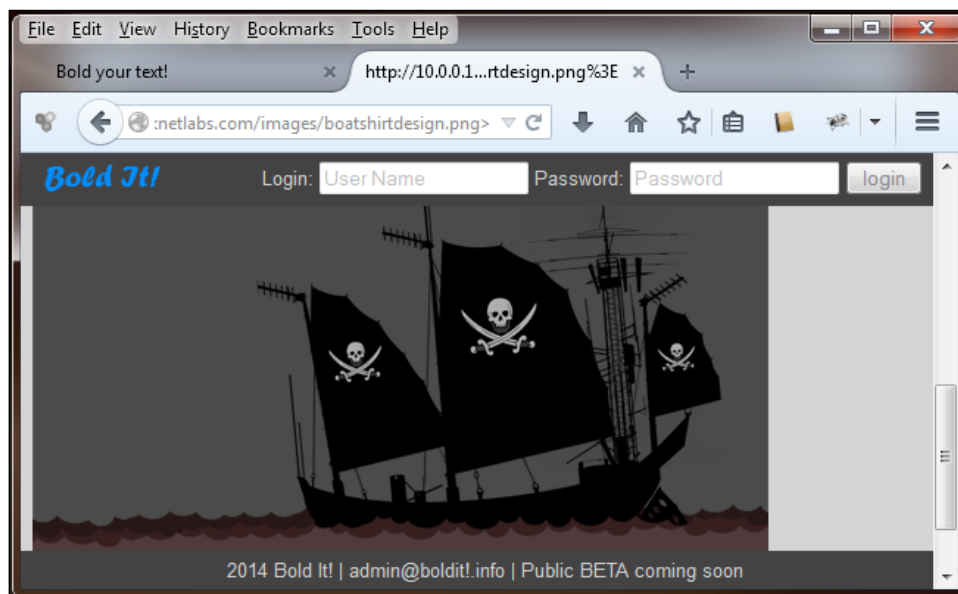 File Edit View History Bookmarks Tools Help
Bold your text!
http://10.0.0.1...rtdesign.png%3E
:netlabs.com/images/boatshirtdesign.png>
Bold It!
Login: User Name Password: Password login
2014 Bold It! | admin@boldit!.info | Public BETA coming soon